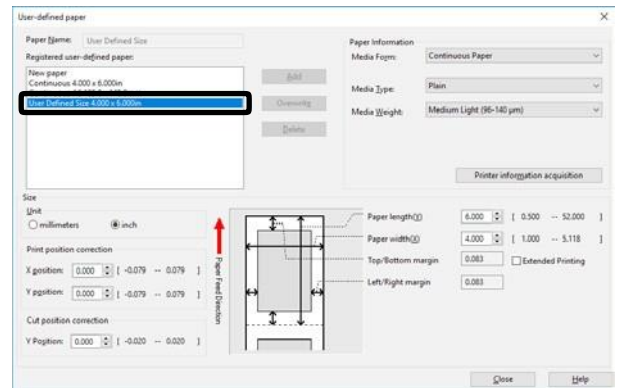 User-defined paper
Paper Name: User Defined Size
Registered user-defined paper:
New paper
Continuous 4.000 x 6.000in
User Defined Size 4.000 x 6.000in
Add
Overwrite
Delete
Paper Information
Media Form: Continuous Paper
Media Type: Plain
Media Weight: Medium Light (96-140 µm)
Printer information acquisition
Size
Unit
millimeters inch
Print position correction
X position: 0.000 [ -0.079 -- 0.079 ]
Y position: 0.000 [ -0.079 -- 0.079 ]
Cut position correction
Y Position: 0.000 [ -0.020 -- 0.020 ]
Paper Feed Direction
Paper length(Y) 6.000 [ 0.500 -- 52.000 ]
Paper width(X) 4.000 [ 1.000 -- 5.118 ]
Top/Bottom margin 0.083 Extended Printing
Left/Right margin 0.083
Close Help